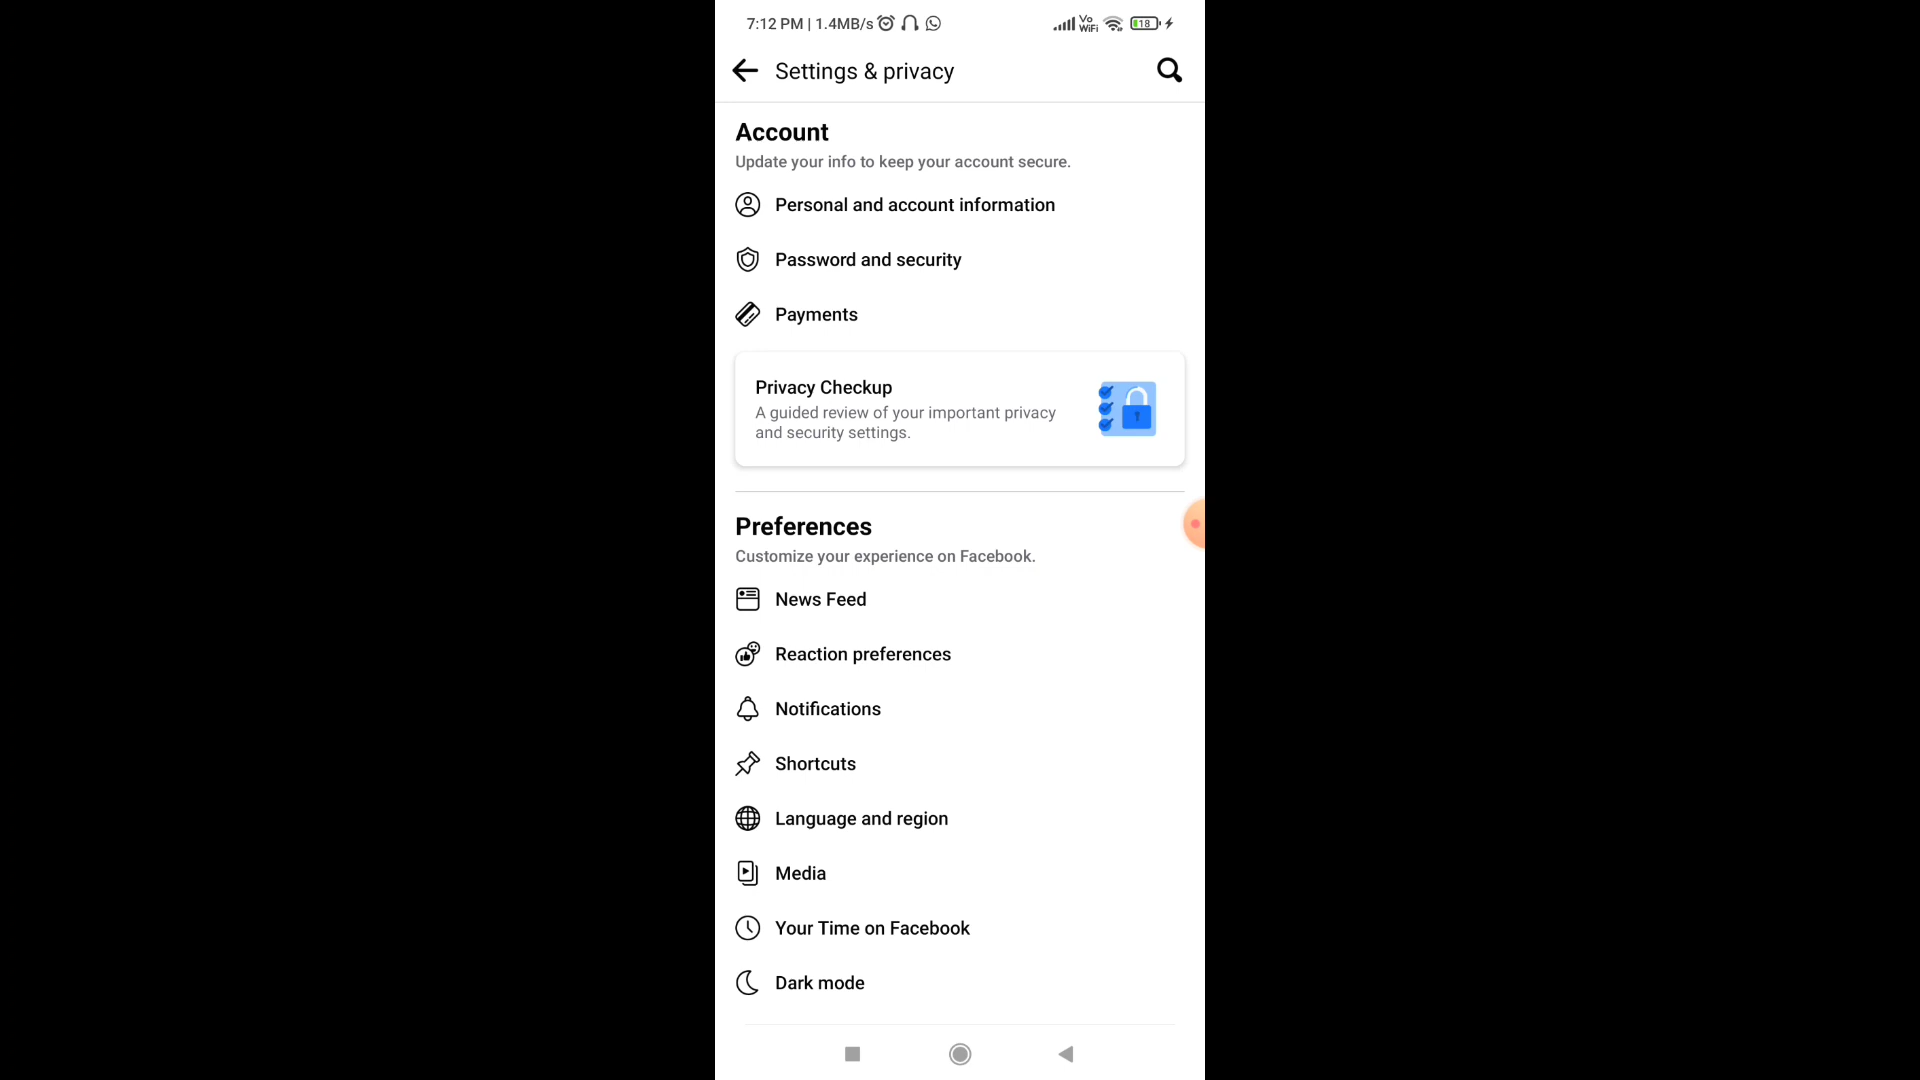 7:12 PM | 1.4MB/s
Vo
WiFi
18
Settings & privacy
Account
Update your info to keep your account secure.
Personal and account information
Password and security
Payments
Privacy Checkup
A guided review of your important privacy
and security settings.
Preferences
Customize your experience on Facebook.
News Feed
Reaction preferences
Notifications
Shortcuts
Language and region
Media
Your Time on Facebook
Dark mode